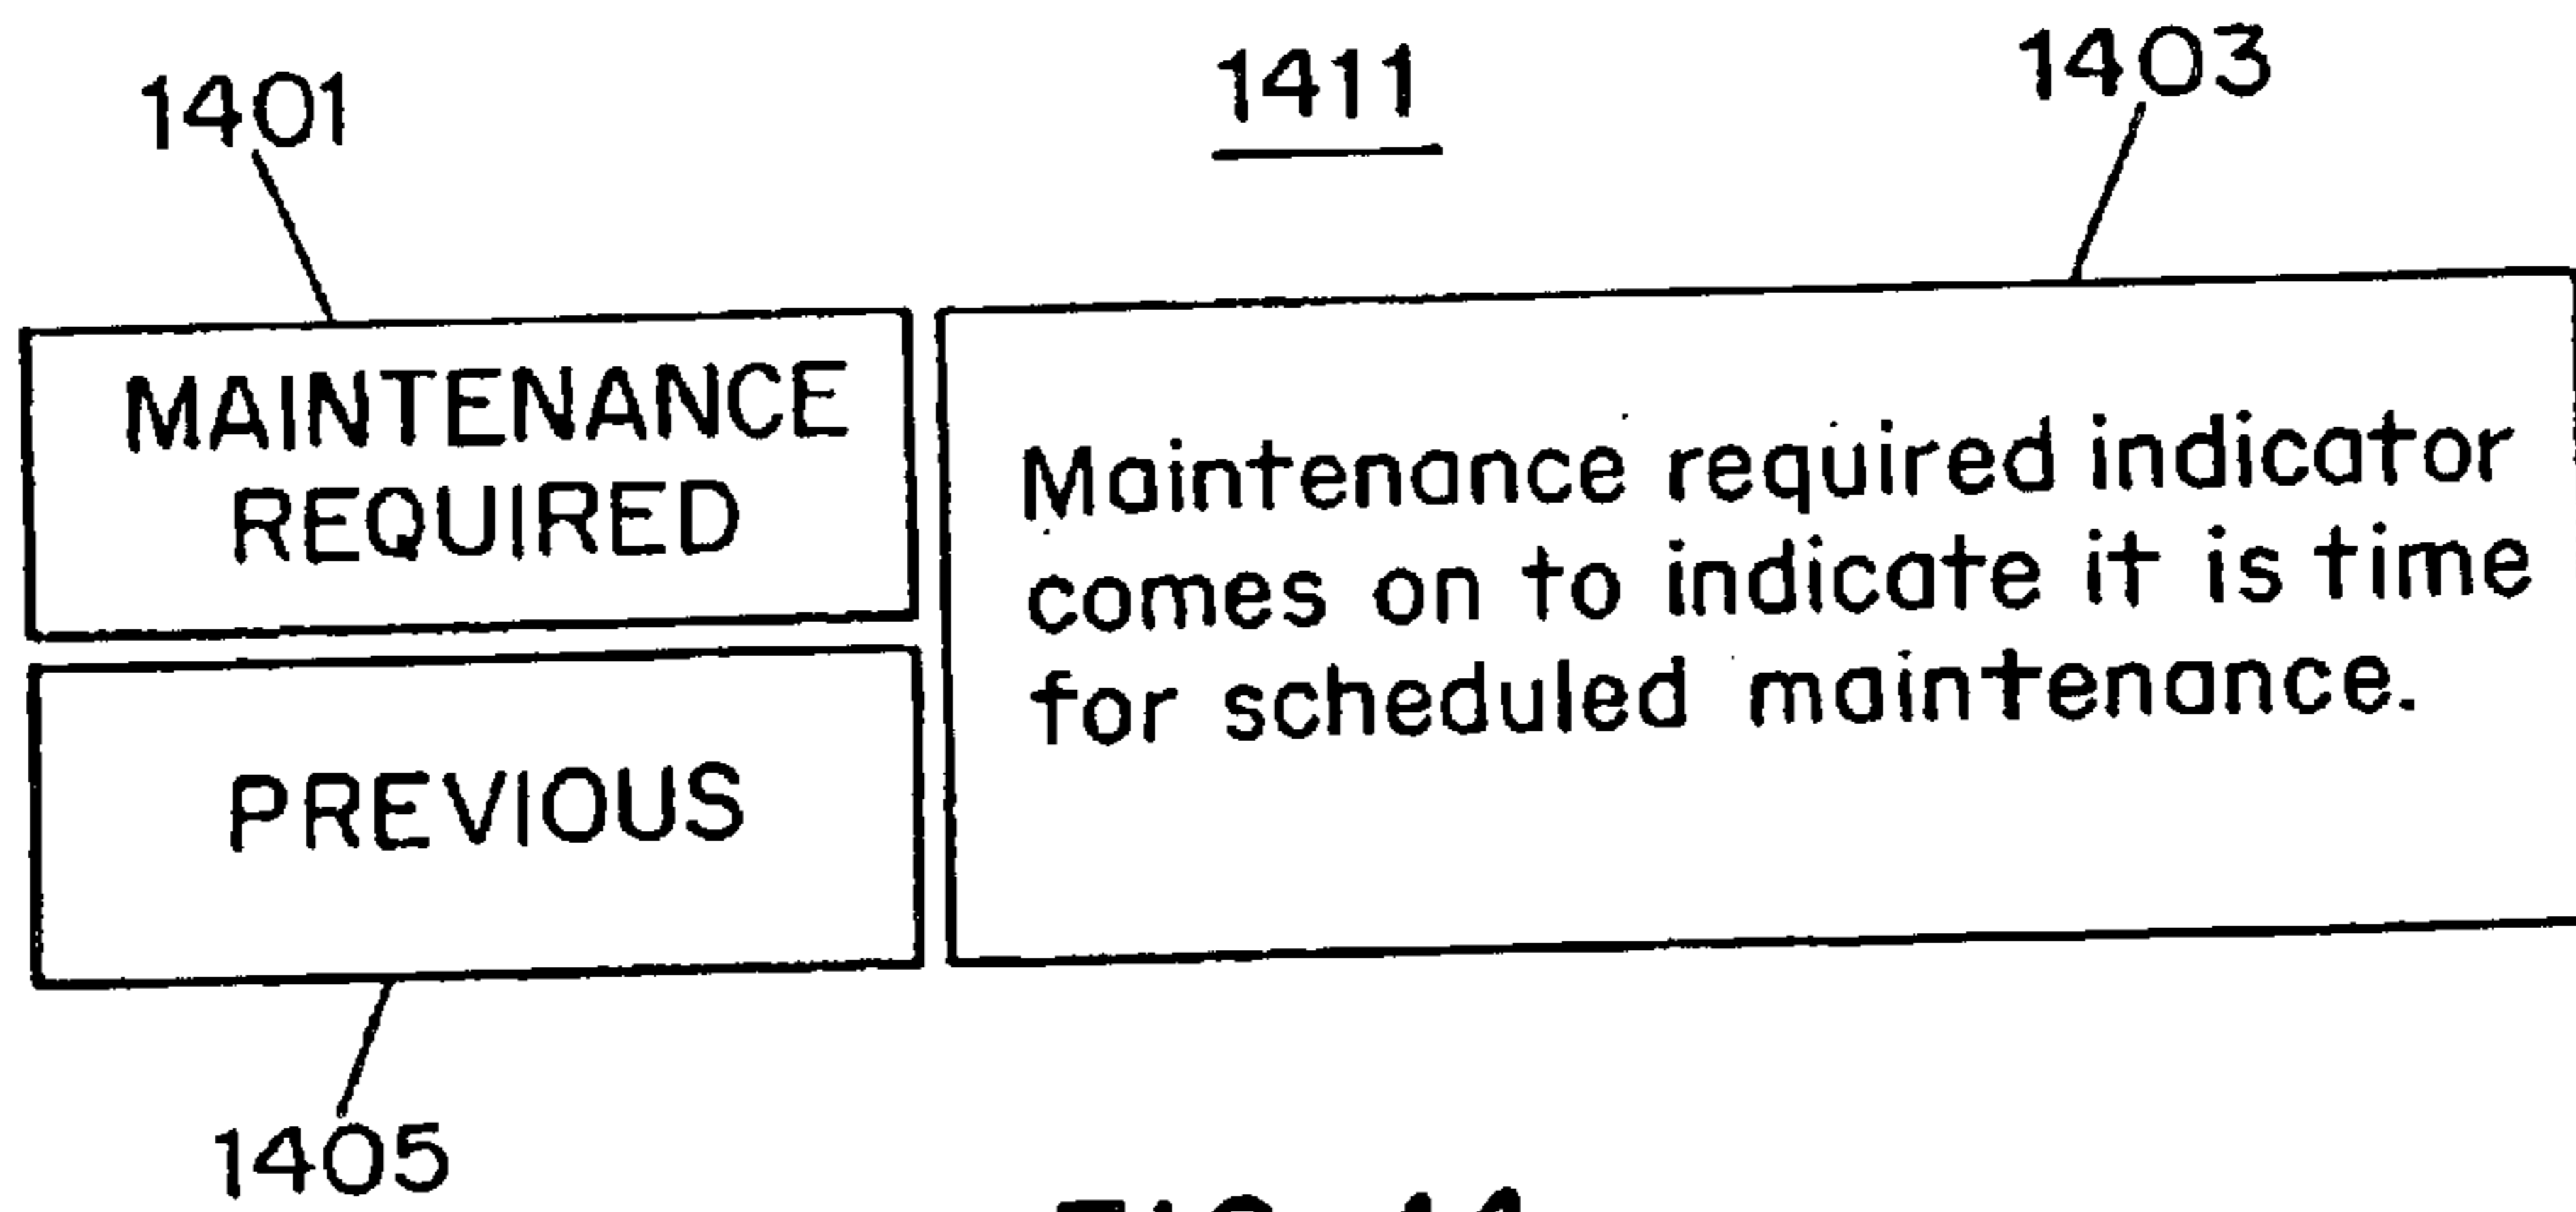 1401
1411
1403
MAINTENANCE
REQUIRED
Maintenance required indicator
comes on to indicate it is time
for scheduled maintenance.
PREVIOUS
1405